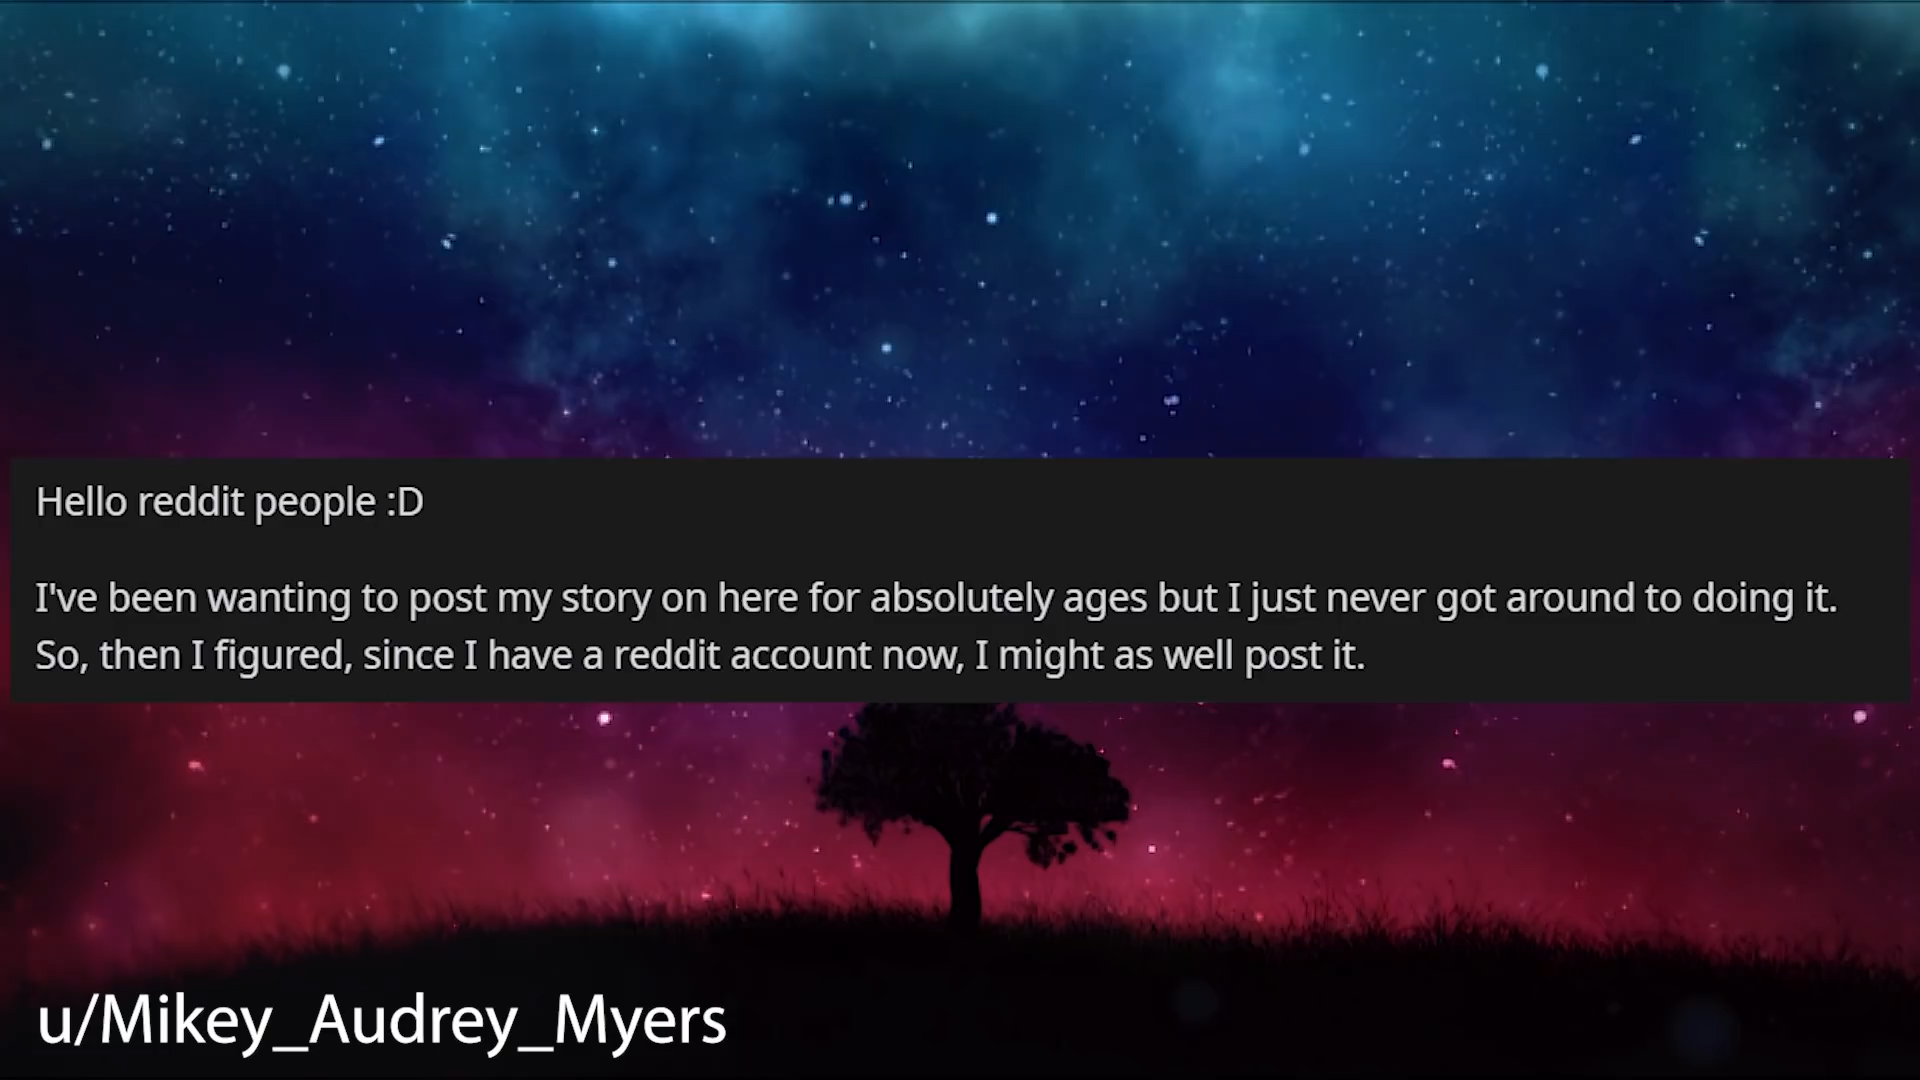 Hello reddit people :D
I've been wanting to post my story on here for absolutely ages but I just never got around to doing it.
So, then I figured, since I have a reddit account now, I might as well post it.
u/Mikey_Audrey_Myers